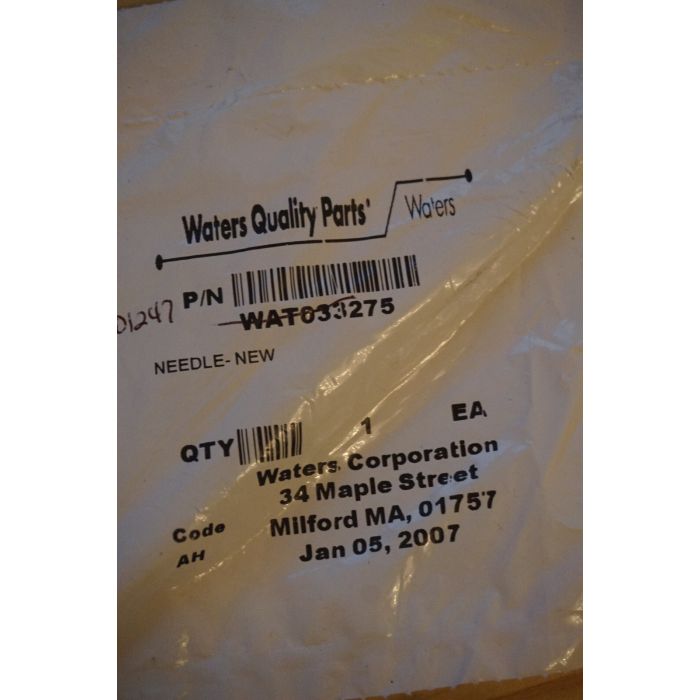 Waters Quality Parts'
Waters
P/N
01247
WAT033275
NEEDLE- NEW
QTY
1
EA
Waters Corporation
34 Maple Street
Milford MA, 01757
Jan 05, 2007
Code
AH